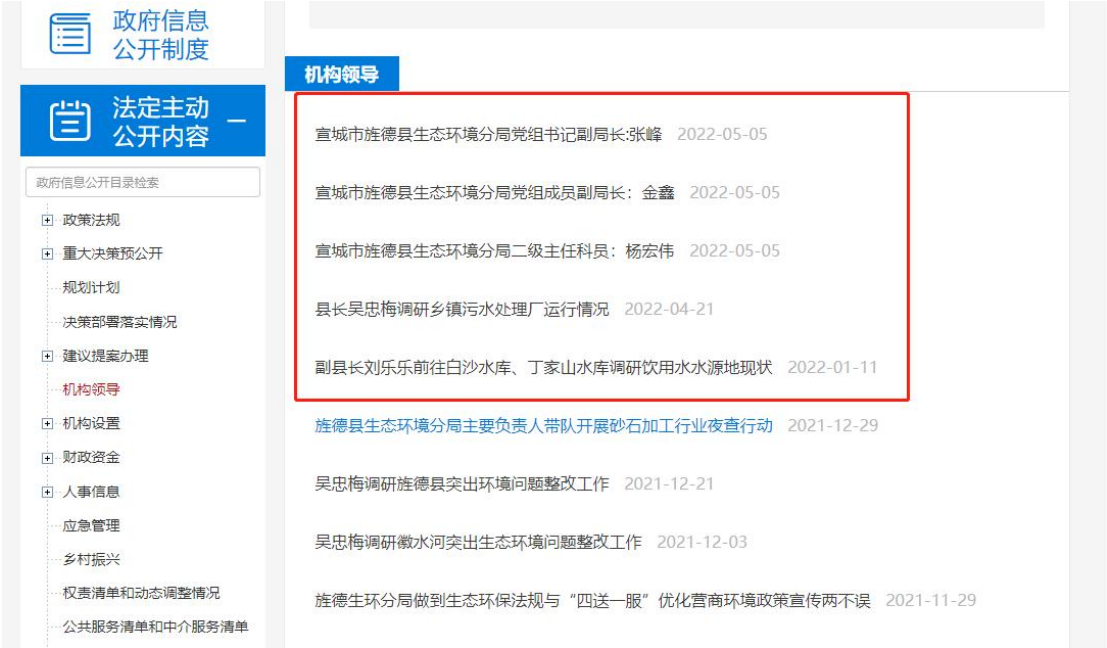 政府信息
公开制度
法定主动
公开内容
政府信息公开目录检索
政策法规
重大决策预公开
规划计划
决策部署落实情况
建议提案办理
机构领导
机构设置
财政资金
人事信息
应急管理
乡村振兴
权责清单和动态调整情况
公共服务清单和中介服务清单
机构领导
宣城市旌德县生态环境分局党组书记副局长:张峰 2022-05-05
宣城市旌德县生态环境分局党组成员副局长：金鑫 2022-05-05
宣城市旌德县生态环境分局二级主任科员：杨宏伟 2022-05-05
县长吴忠梅调研乡镇污水处理厂运行情况 2022-04-21
副县长刘乐乐前往白沙水库、丁家山水库调研饮用水水源地现状 2022-01-11
旌德县生态环境分局主要负责人带队开展砂石加工行业夜查行动 2021-12-29
吴忠梅调研旌德县突出环境问题整改工作 2021-12-21
吴忠梅调研徽水河突出生态环境问题整改工作 2021-12-03
旌德生环分局做到生态环保法规与“四送一服”优化营商环境政策宣传两不误 2021-11-29